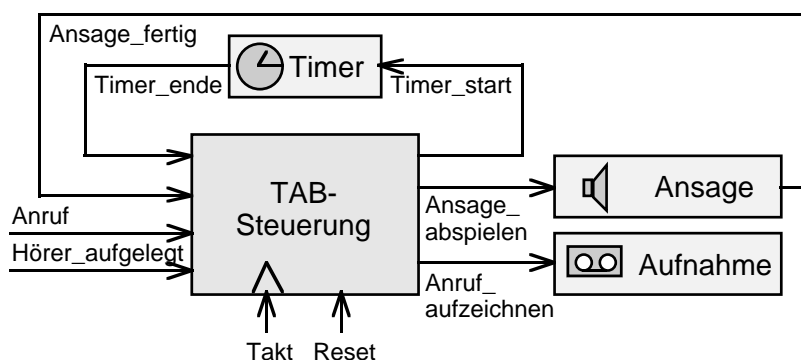 Ansage_fertig
Timer
Timer_ende
Timer_start
TAB-
Steuerung
Ansage
Anruf
Ansage_
abspielen
Hörer_aufgelegt
Aufnahme
Anruf_
aufzeichnen
Takt
Reset